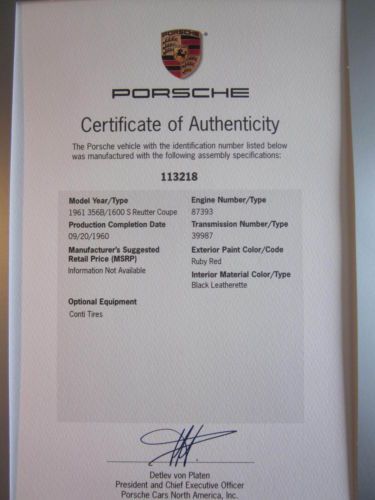 PORSCHE
Certificate of Authenticity
The Porsche vehicle with the identification number listed below
was manufactured with the following assembly specifications:
113218
Model Year/Type
1961 356B/1600 S Reutter Coupe
Production Completion Date
09/20/1960
Manufacturer's Suggested
Retail Price (MSRP)
Information Not Available
Engine Number/Type
87393
Transmission Number/Type
39987
Exterior Paint Color/Code
Ruby Red
Interior Material Color/Type
Black Leatherette
Optional Equipment
Conti Tires
Detlev von Platen
President and Chief Executive Officer
Porsche Cars North America, Inc.